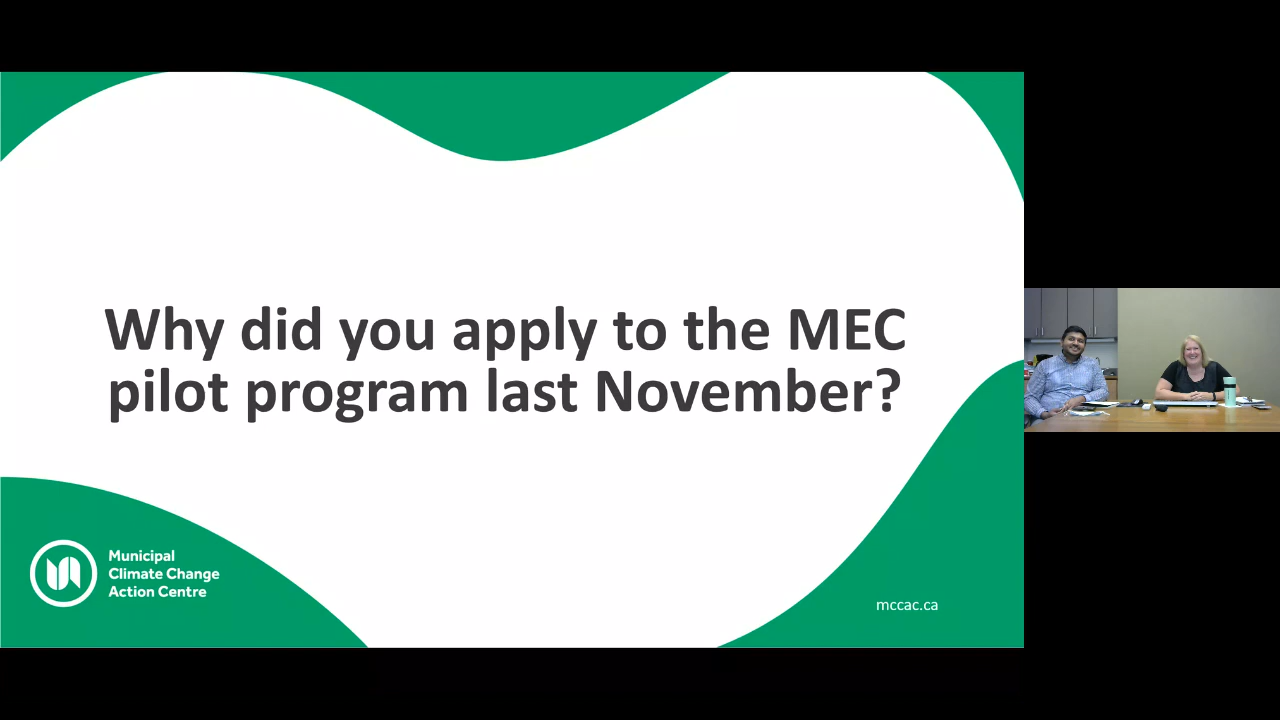 Why did you apply to the MEC
pilot program last November?
Municipal
Climate Change
Action Centre
mccac.ca